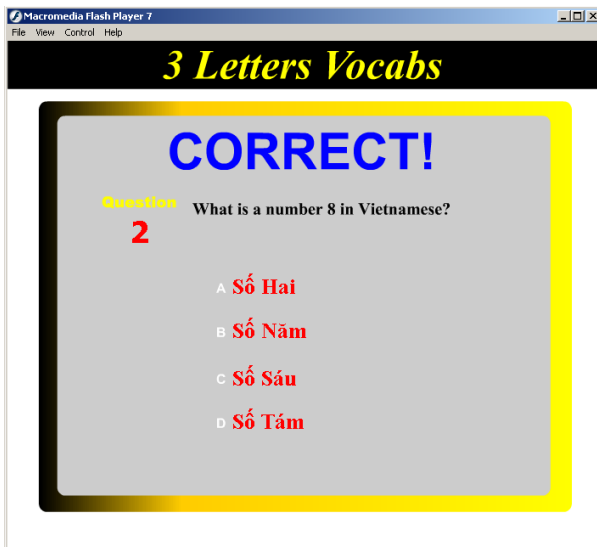 Macromedia Flash Player 7
File View Control Help
3 Letters Vocabs
CORRECT!
Question
2
What is a number 8 in Vietnamese?
A Số Hai
B Số Năm
C Số Sáu
D Số Tám